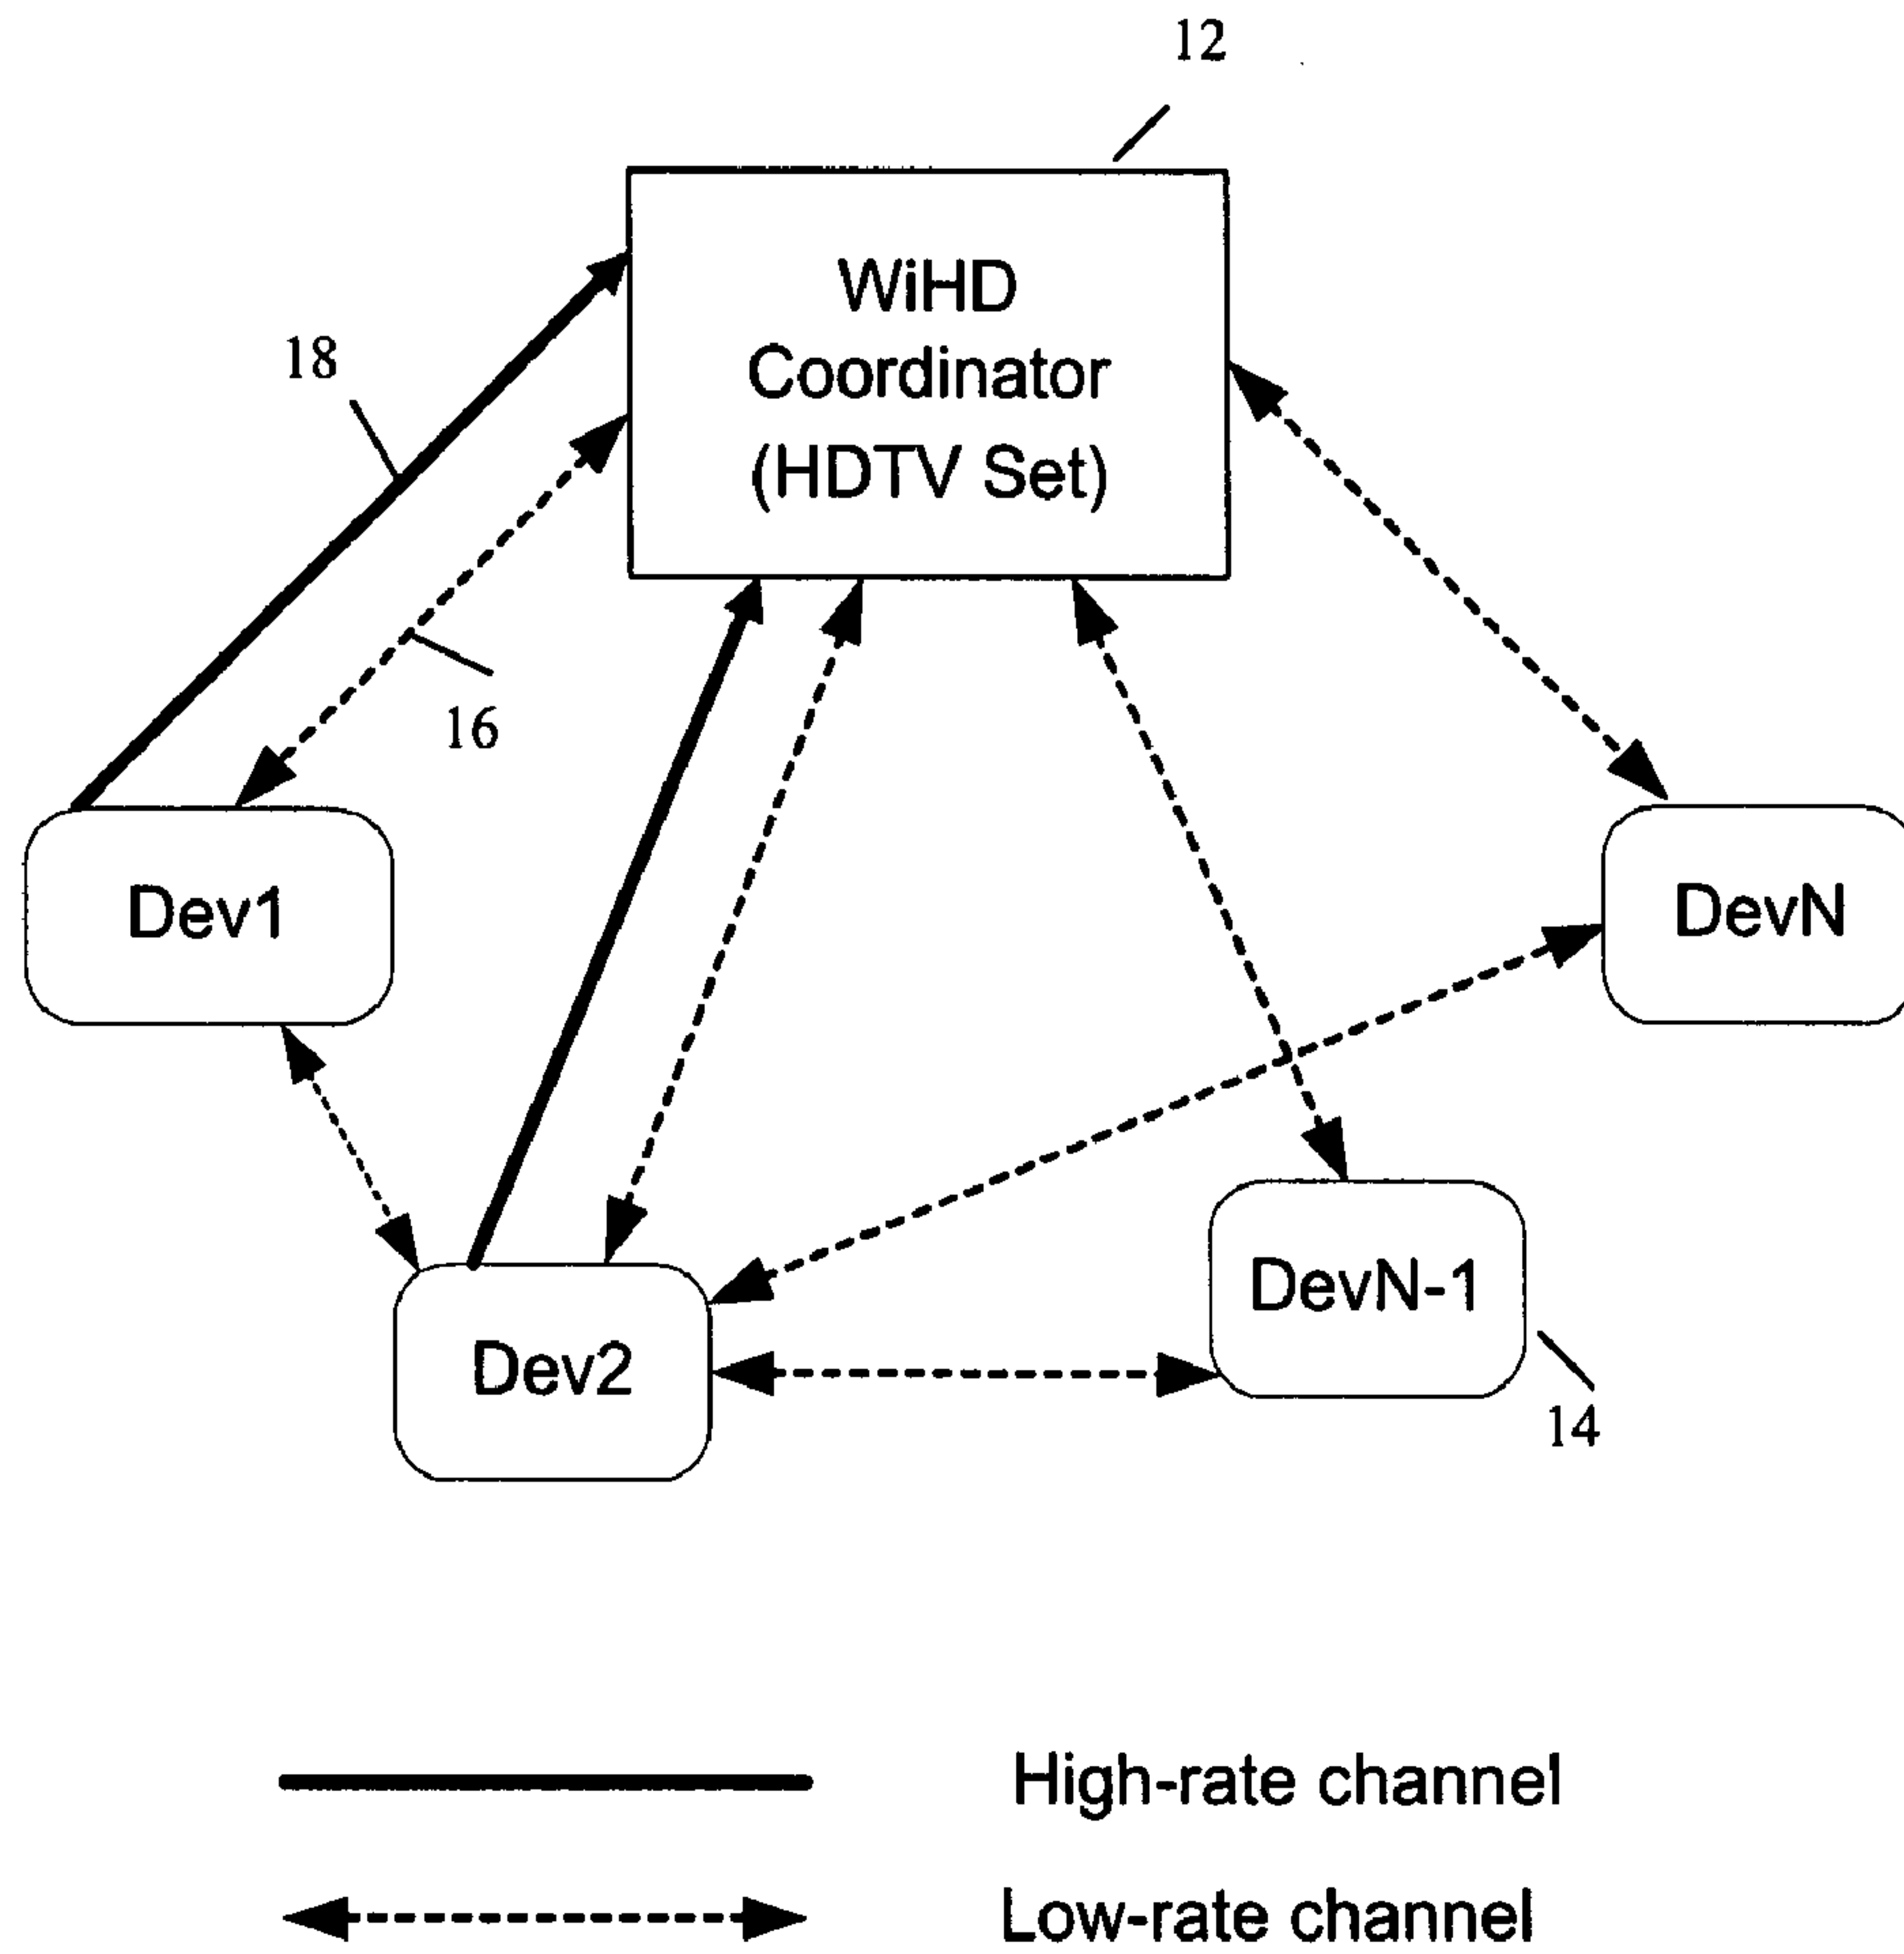 12
WiHD
Coordinator
(HDTV Set)
18
16
Dev1
DevN
DevN-1
Dev2
14
High-rate channel
Low-rate channel